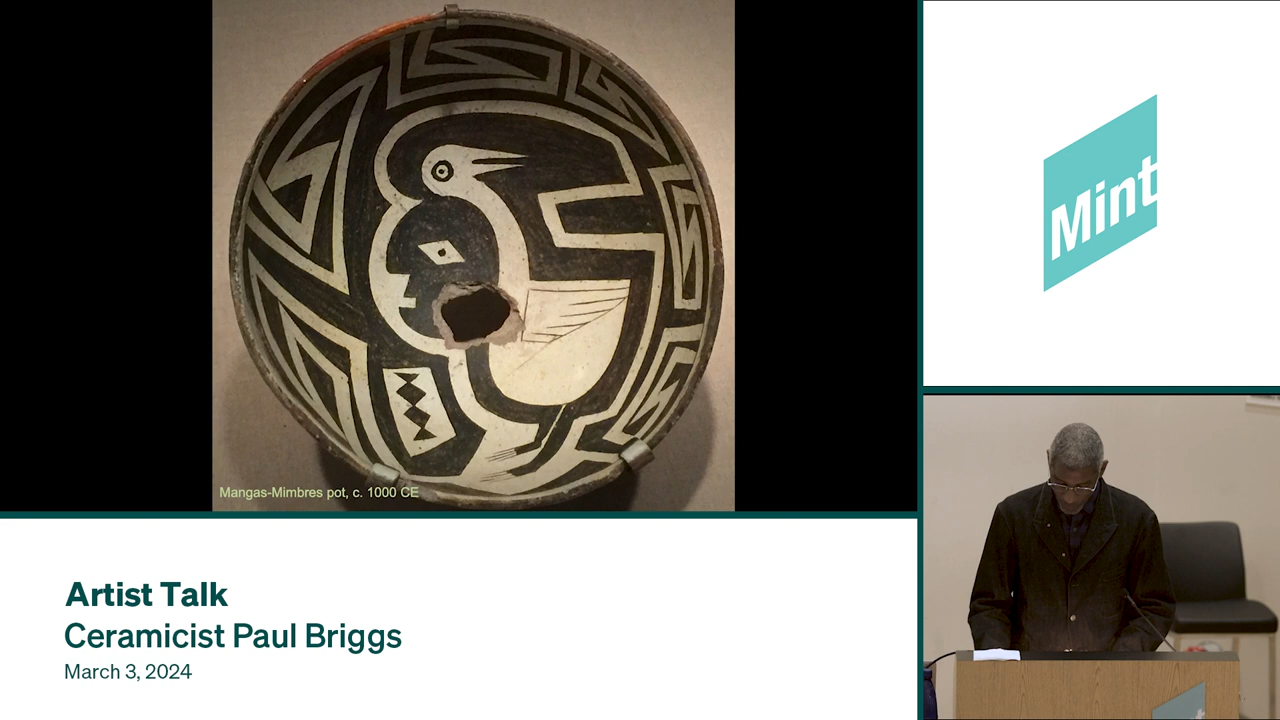 Mangas-Mimbres pot, c. 1000 CE
Mint
Artist Talk
Ceramicist Paul Briggs
March 3, 2024